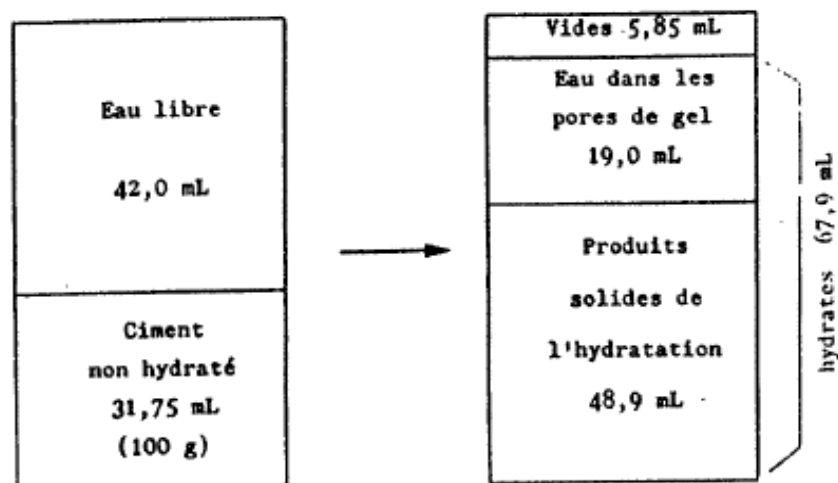 Eau libre
42,0 mL
Ciment
non hydraté
31,75 mL
(100 g)
Vides 5,85 mL
Eau dans les
pores de gel
19,0 mL
Produits
solides de
l'hydratation
48,9 mL
hydrates 67,9 mL